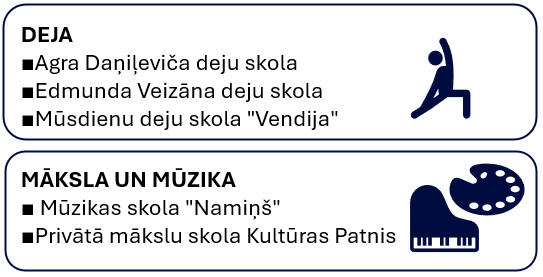 DEJA
▪Agra Daņiļeviča deju skola
▪Edmunda Veizāna deju skola
▪Mūsdienu deju skola "Vendija"
MĀKSLA UN MŪZIKA
▪ Mūzikas skola "Namiņš"
▪Privātā mākslu skola Kultūras Patnis